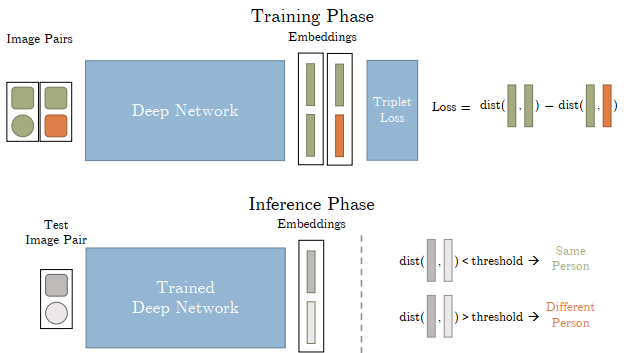 Training Phase
Image Pairs
Embeddings
Deep Network
Triplet
Loss
Loss = dist( , ) − dist( , )
Inference Phase
Test
Image Pair
Embeddings
Trained
Deep Network
dist( , ) < threshold →
Same
Person
dist( , ) > threshold →
Different
Person